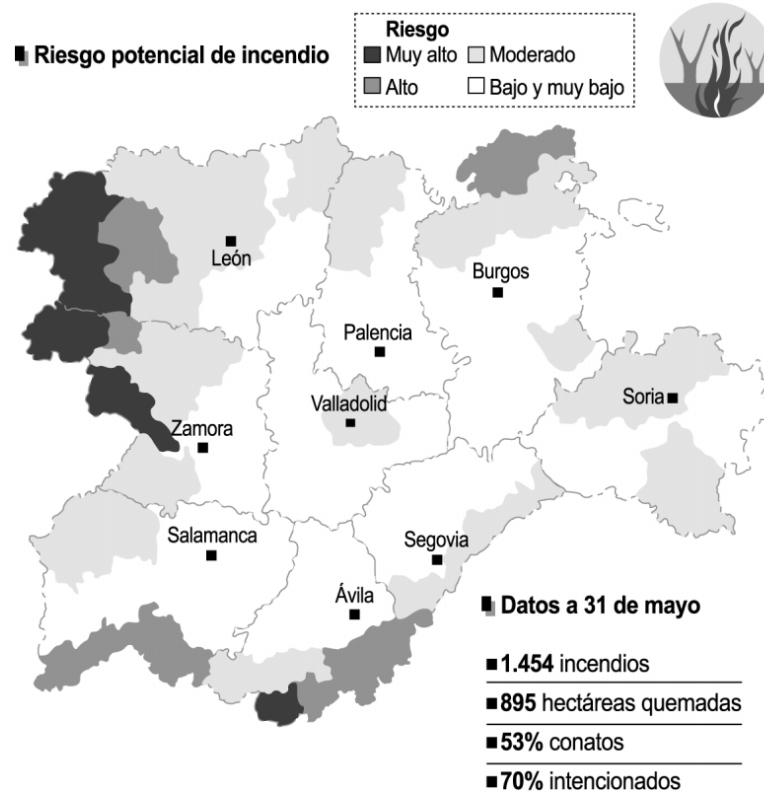 Riesgo potencial de incendio
Riesgo
Muy alto
Moderado
Alto
Bajo y muy bajo
León
Burgos
Palencia
Valladolid
Soria
Zamora
Salamanca
Segovia
Ávila
Datos a 31 de mayo
1.454 incendios
895 hectáreas quemadas
53% conatos
70% intencionados